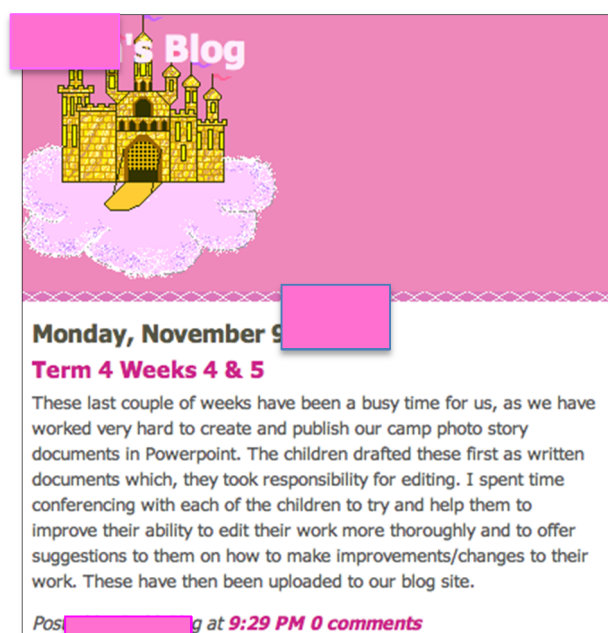 's Blog
Monday, November 9
Term 4 Weeks 4 & 5
These last couple of weeks have been a busy time for us, as we have
worked very hard to create and publish our camp photo story
documents in Powerpoint. The children drafted these first as written
documents which, they took responsibility for editing. I spent time
conferencing with each of the children to try and help them to
improve their ability to edit their work more thoroughly and to offer
suggestions to them on how to make improvements/changes to their
work. These have then been uploaded to our blog site.
at 9:29 PM 0 comments